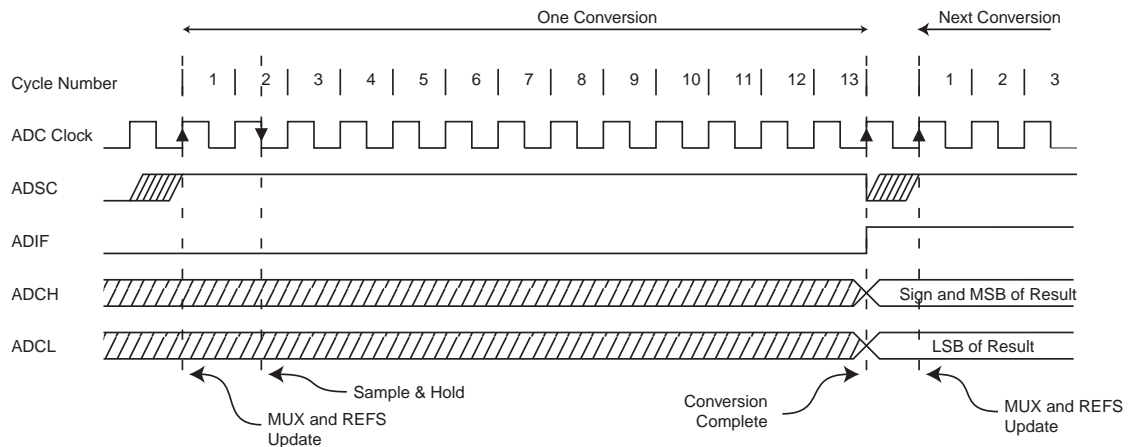 One Conversion
Next Conversion
Cycle Number 1 2 3 4 5 6 7 8 9 10 11 12 13 1 2 3
ADC Clock
ADSC
ADIF
ADCH
Sign and MSB of Result
ADCL
LSB of Result
Sample & Hold
MUX and REFS
Update
Conversion
Complete
MUX and REFS
Update